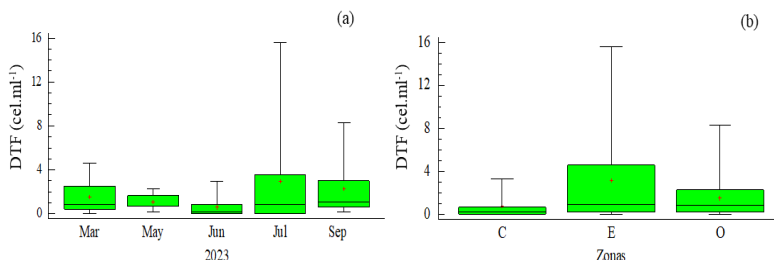 (a)
DTF (cel.ml-1)
16
12
8
4
0
Mar May Jun Jul Sep
2023
(b)
DTF (cel.ml-1)
16
12
8
4
0
C E O
Zonas